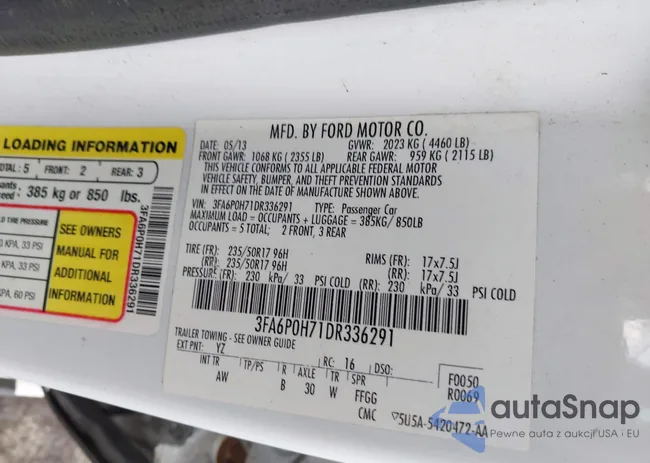 LOADING INFORMATION
TOTAL: 5 FRONT: 2 REAR: 3
385 kg or 850 lbs.
TIRE PRESSURE
KPA, 33 PSI
KPA, 33 PSI
KPA, 60 PSI
SEE OWNERS
MANUAL FOR
ADDITIONAL
INFORMATION
3FA6P0H71DR336291
MFD. BY FORD MOTOR CO.
DATE: 05/13 GVWR: 2023 KG ( 4460 LB)
FRONT GAWR: 1068 KG ( 2355 LB) REAR GAWR: 959 KG ( 2115 LB)
THIS VEHICLE CONFORMS TO ALL APPLICABLE FEDERAL MOTOR
VEHICLE SAFETY, BUMPER, AND THEFT PREVENTION STANDARDS
IN EFFECT ON THE DATE OF MANUFACTURE SHOWN ABOVE.
VIN: 3FA6P0H71DR336291 TYPE: Passenger Car
MAXIMUM LOAD = OCCUPANTS + LUGGAGE = 385KG/ 850LB
OCCUPANTS = 5 TOTAL; 2 FRONT, 3 REAR
TIRE (FR): 235/50R17 96H RIMS (FR): 17x7.5J
(RR): 235/50R17 96H (RR): 17x7.5J
PRESSURE (FR): 230 kPa/ 33 PSI COLD (RR): 230 kPa/ 33 PSI COLD
3FA6P0H71DR336291
TRAILER TOWING - SEE OWNER GUIDE
EXT PNT: YZ RC: 16 DSO: F0050
INT TR TP/PS R AXLE TR SPR R0069
AW B 30 W FFGG
CMC 5U5A-5420472-AA
autaSnap
Pewne auta z aukcji USA i EU